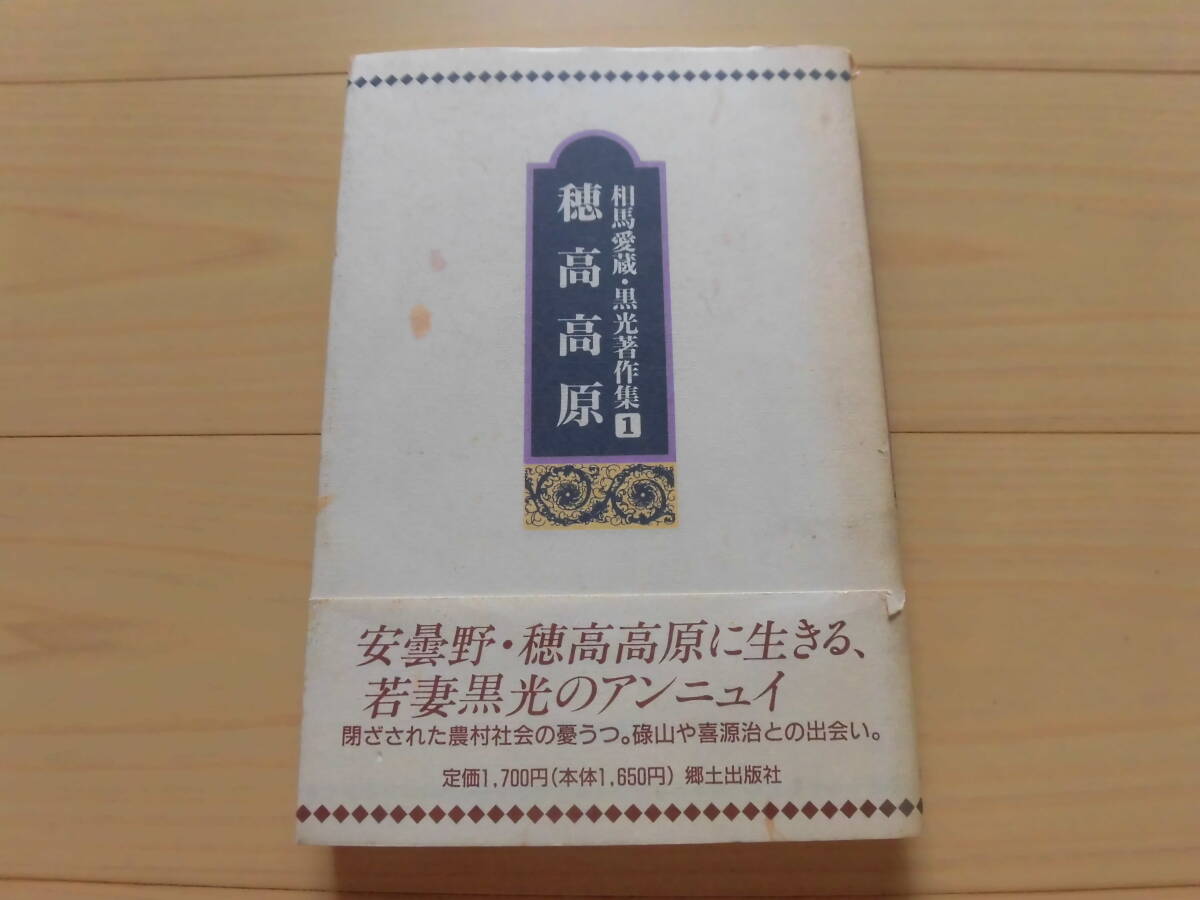 相馬愛蔵・黒光著作集1
穂高高原
安曇野・穂高高原に生きる、
若妻黒光のアンニュイ
閉ざされた農村社会の憂うつ。碌山や喜源治との出会い。
定価1,700円(本体1,650円) 郷土出版社